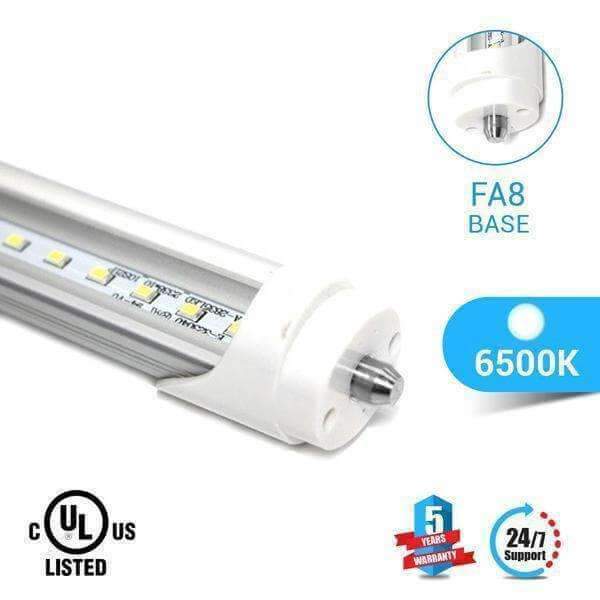 FA8
BASE
6500K
C UL US
LISTED
5
YEARS
WARRANTY
24/7
Support